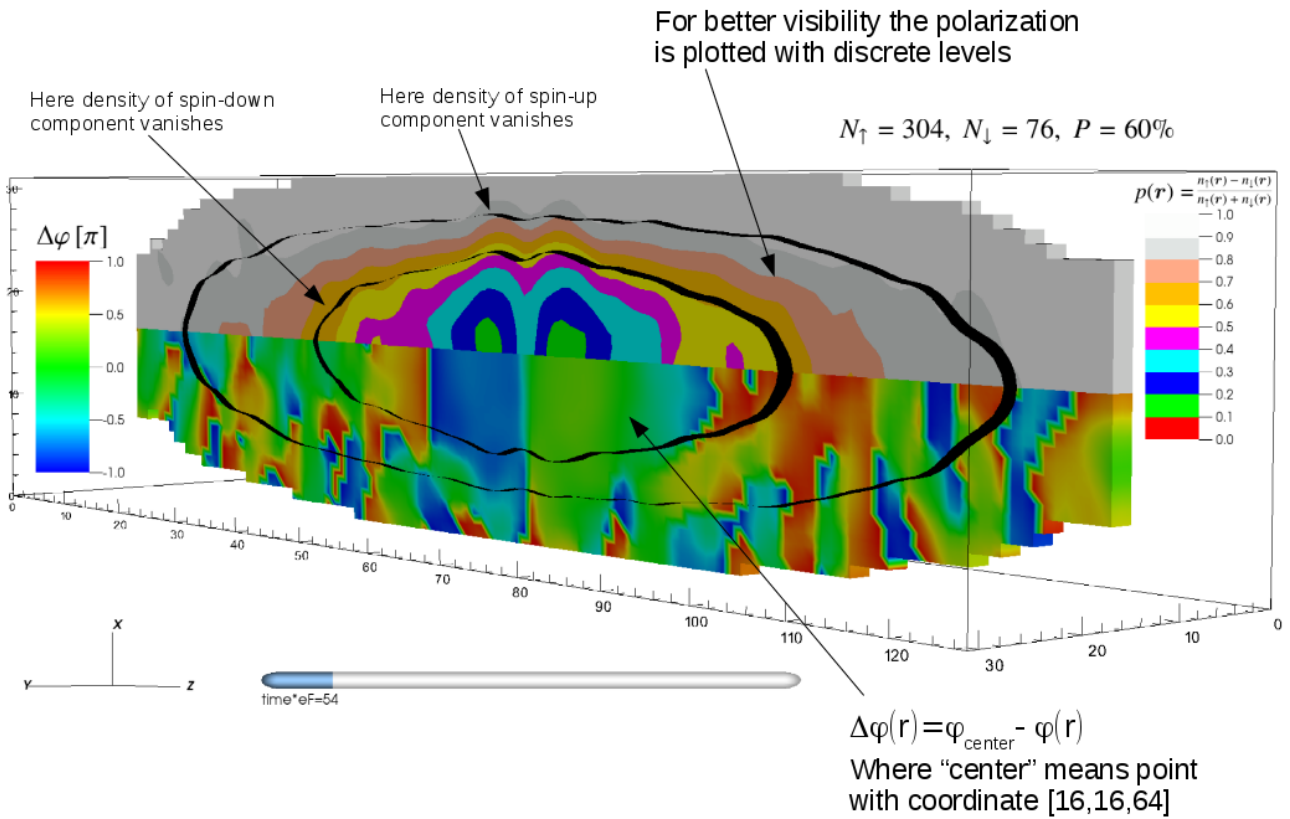 For better visibility the polarization
is plotted with discrete levels
Here density of spin-down
component vanishes
Here density of spin-up
component vanishes
N↑ = 304, N↓ = 76, P = 60%
p(r) = n↑(r) − n↓(r) / n↑(r) + n↓(r)
1.0
0.9
0.8
0.7
0.6
0.5
0.4
0.3
0.2
0.1
0.0
Δφ [π]
1.0
0.5
0.0
−0.5
−1.0
30
20
10
0
0
10
20
30
40
50
60
70
80
90
100
110
120
30
20
10
0
X
Y
Z
time*eF=54
Δφ(r)=φcenter- φ(r)
Where “center” means point
with coordinate [16,16,64]